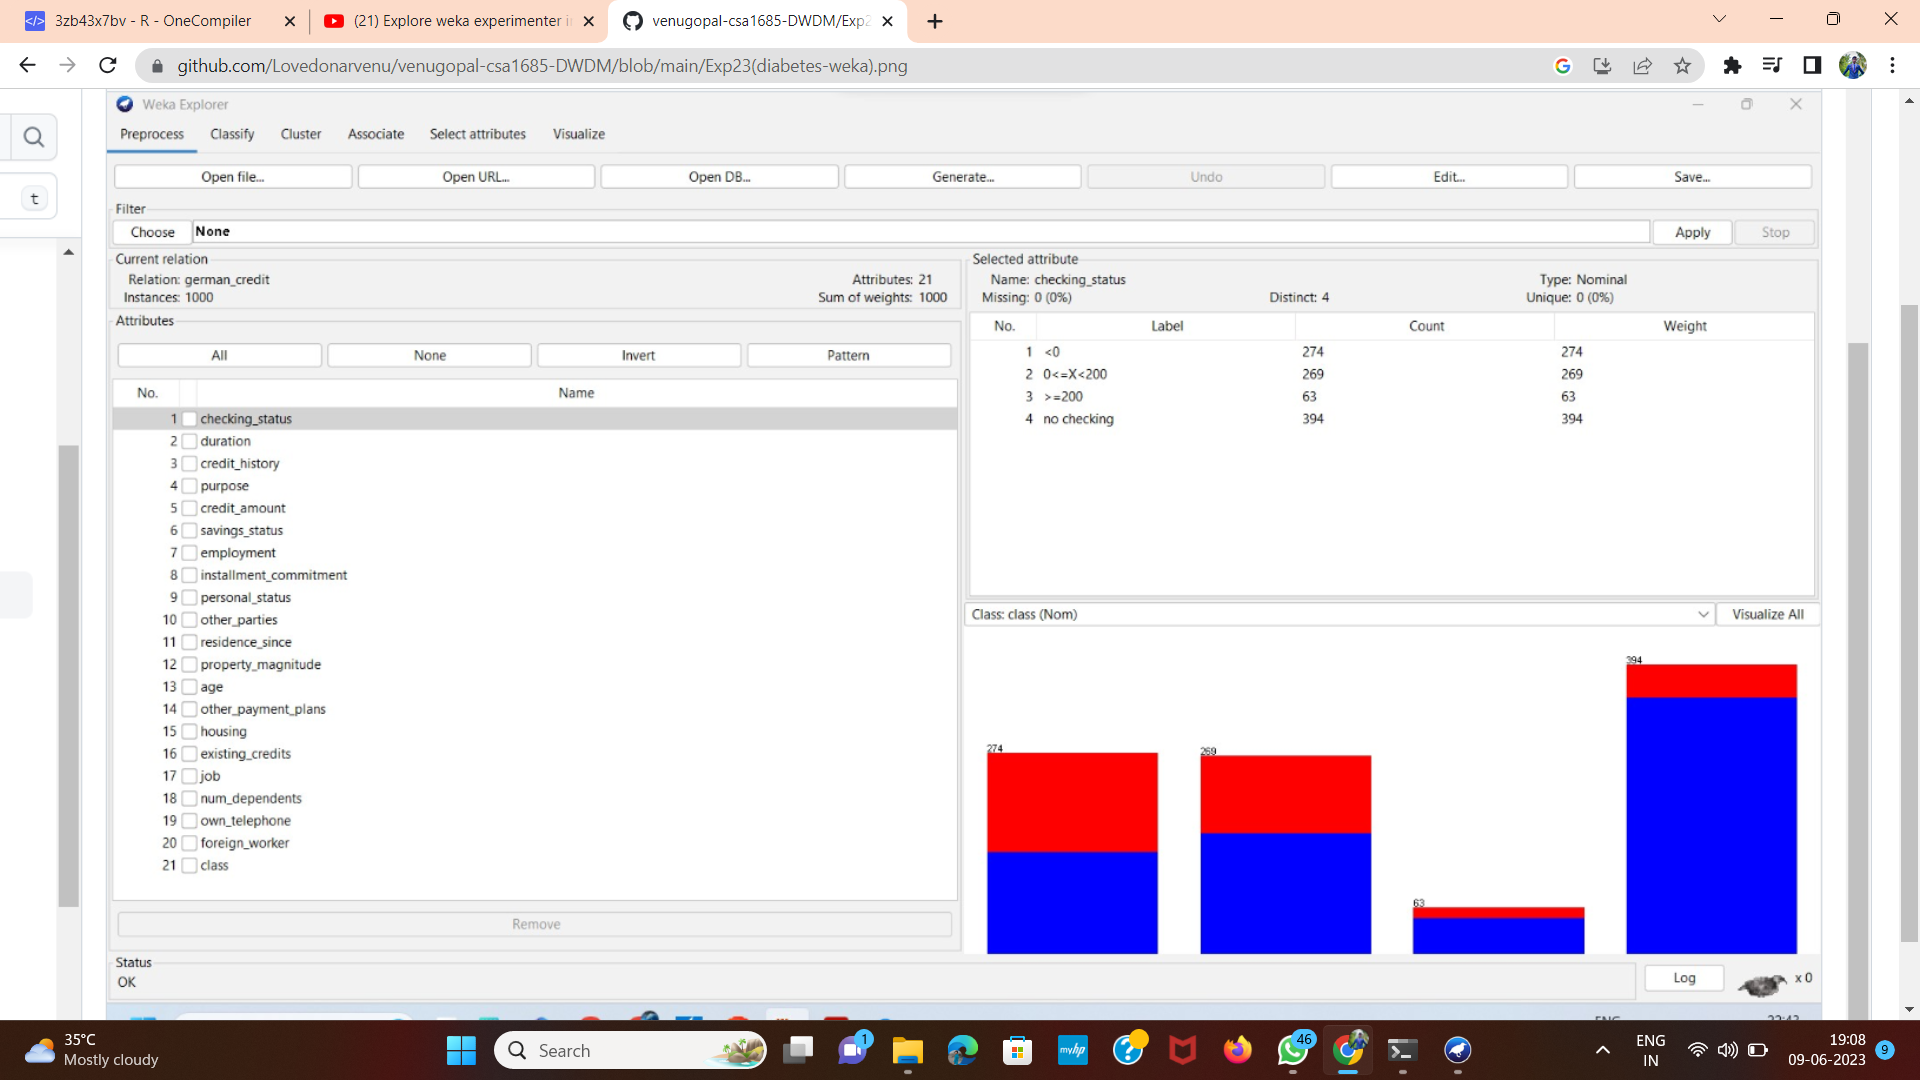 3zb43x7bv - R - OneCompiler
(21) Explore weka experimenter i
venugopal-csa1685-DWDM/Exp2
github.com/Lovedonarvenu/venugopal-csa1685-DWDM/blob/main/Exp23(diabetes-weka).png
t
Weka Explorer
Preprocess Classify Cluster Associate Select attributes Visualize
Open file... Open URL... Open DB... Generate... Undo Edit... Save...
Filter
Choose None Apply Stop
Current relation
Relation: german_credit Attributes: 21
Instances: 1000 Sum of weights: 1000
Attributes
All None Invert Pattern
No. Name
1 checking_status
2 duration
3 credit_history
4 purpose
5 credit_amount
6 savings_status
7 employment
8 installment_commitment
9 personal_status
10 other_parties
11 residence_since
12 property_magnitude
13 age
14 other_payment_plans
15 housing
16 existing_credits
17 job
18 num_dependents
19 own_telephone
20 foreign_worker
21 class
Remove
Selected attribute
Name: checking_status Type: Nominal
Missing: 0 (0%) Distinct: 4 Unique: 0 (0%)
No. Label Count Weight
1 <0 274 274
2 0<=X<200 269 269
3 >=200 63 63
4 no checking 394 394
Class: class (Nom) Visualize All
274
269
63
394
Status
OK
Log
x 0
35°C
Mostly cloudy
Search
1
myhp
46
ENG
IN
19:08
09-06-2023
9